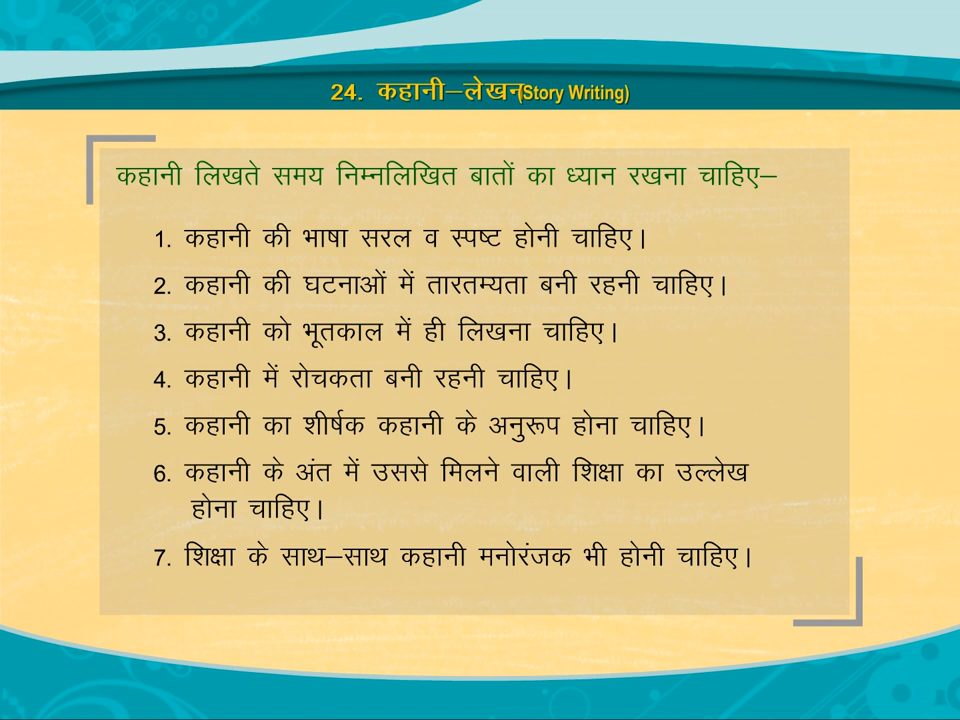 24. कहानी–लेखन(Story Writing)
कहानी लिखते समय निम्नलिखित बातों का ध्यान रखना चाहिए–
1. कहानी की भाषा सरल व स्पष्ट होनी चाहिए।
2. कहानी की घटनाओं में तारतम्यता बनी रहनी चाहिए।
3. कहानी को भूतकाल में ही लिखना चाहिए।
4. कहानी में रोचकता बनी रहनी चाहिए।
5. कहानी का शीर्षक कहानी के अनुरूप होना चाहिए।
6. कहानी के अंत में उससे मिलने वाली शिक्षा का उल्लेख
होना चाहिए।
7. शिक्षा के साथ–साथ कहानी मनोरंजक भी होनी चाहिए।